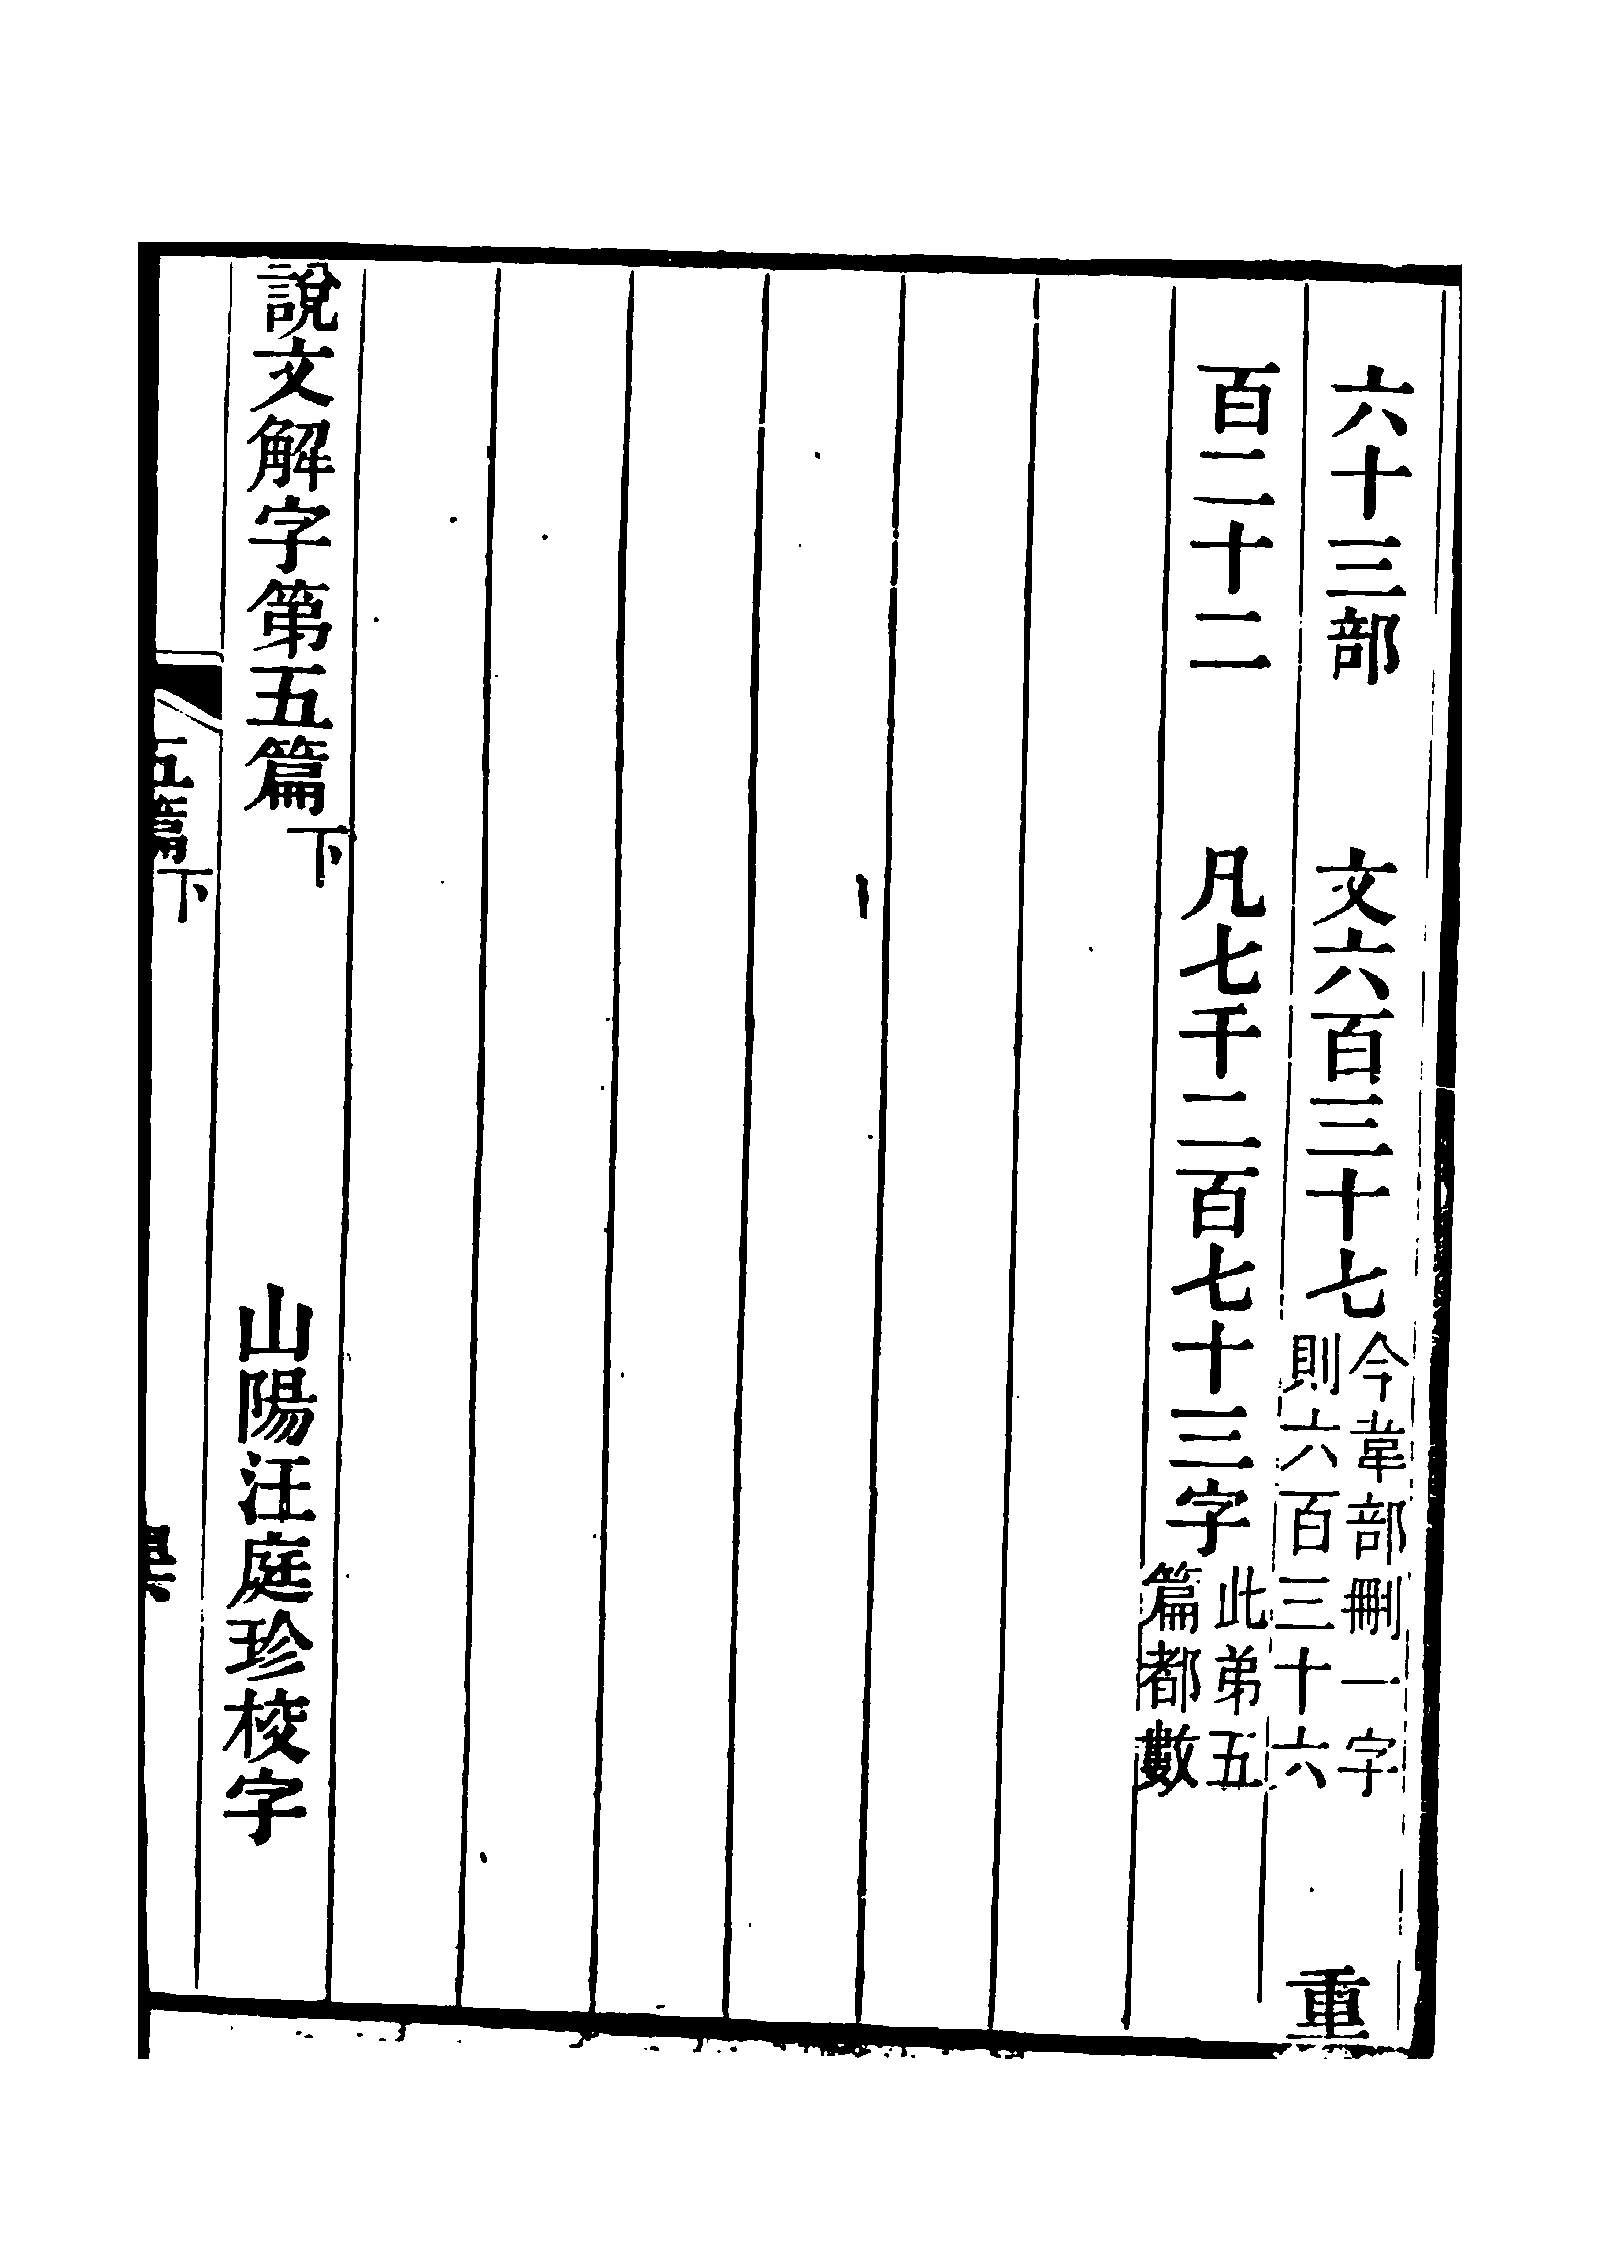 六十三部　文六百三十七今韋部刪一字則六百三十六　重
百二十二　凡七千二百七十三字此弟五篇都數
說文解字第五篇下　山陽汪庭珍校字
五篇下